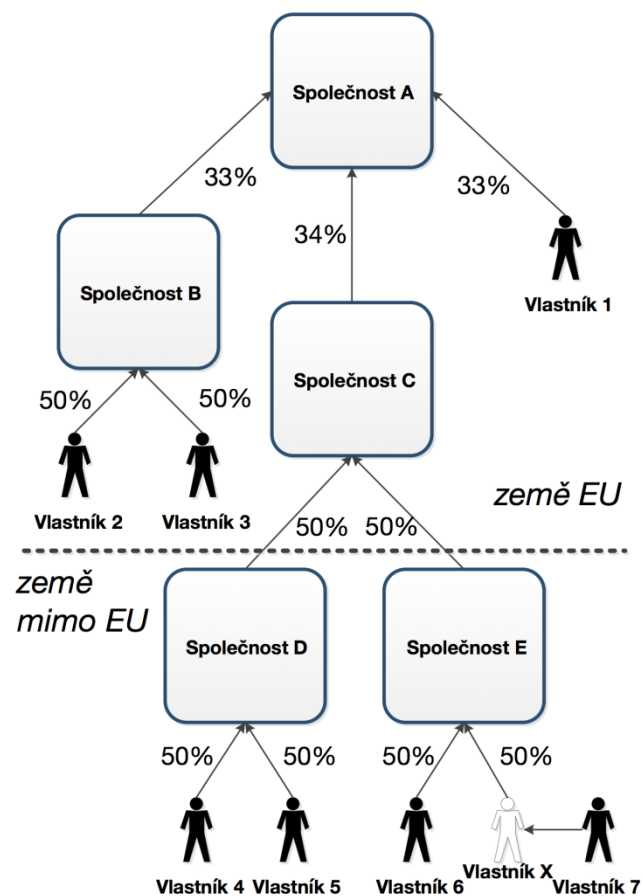 Společnost A
33%
33%
34%
Společnost B
Vlastník 1
Společnost C
50%
50%
Vlastník 2
Vlastník 3
země EU
50%
50%
země
mimo EU
Společnost D
Společnost E
50%
50%
50%
50%
Vlastník 4
Vlastník 5
Vlastník 6
Vlastník X
Vlastník 7